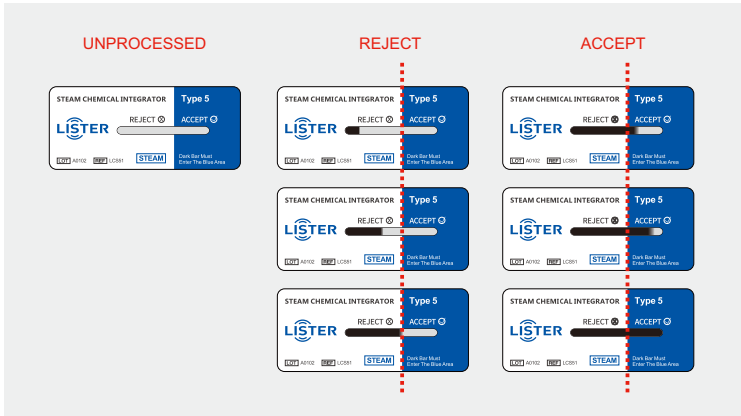 UNPROCESSED
REJECT
ACCEPT
STEAM CHEMICAL INTEGRATOR Type 5
REJECT ACCEPT
LISTER
LOT A0102 REF LCS51 STEAM Dark Bar Must
Enter The Blue Area
STEAM CHEMICAL INTEGRATOR Type 5
REJECT ACCEPT
LISTER
LOT A0102 REF LCS51 STEAM Dark Bar Must
Enter The Blue Area
STEAM CHEMICAL INTEGRATOR Type 5
REJECT ACCEPT
LISTER
LOT A0102 REF LCS51 STEAM Dark Bar Must
Enter The Blue Area
STEAM CHEMICAL INTEGRATOR Type 5
REJECT ACCEPT
LISTER
LOT A0102 REF LCS51 STEAM Dark Bar Must
Enter The Blue Area
STEAM CHEMICAL INTEGRATOR Type 5
REJECT ACCEPT
LISTER
LOT A0102 REF LCS51 STEAM Dark Bar Must
Enter The Blue Area
STEAM CHEMICAL INTEGRATOR Type 5
REJECT ACCEPT
LISTER
LOT A0102 REF LCS51 STEAM Dark Bar Must
Enter The Blue Area
STEAM CHEMICAL INTEGRATOR Type 5
REJECT ACCEPT
LISTER
LOT A0102 REF LCS51 STEAM Dark Bar Must
Enter The Blue Area